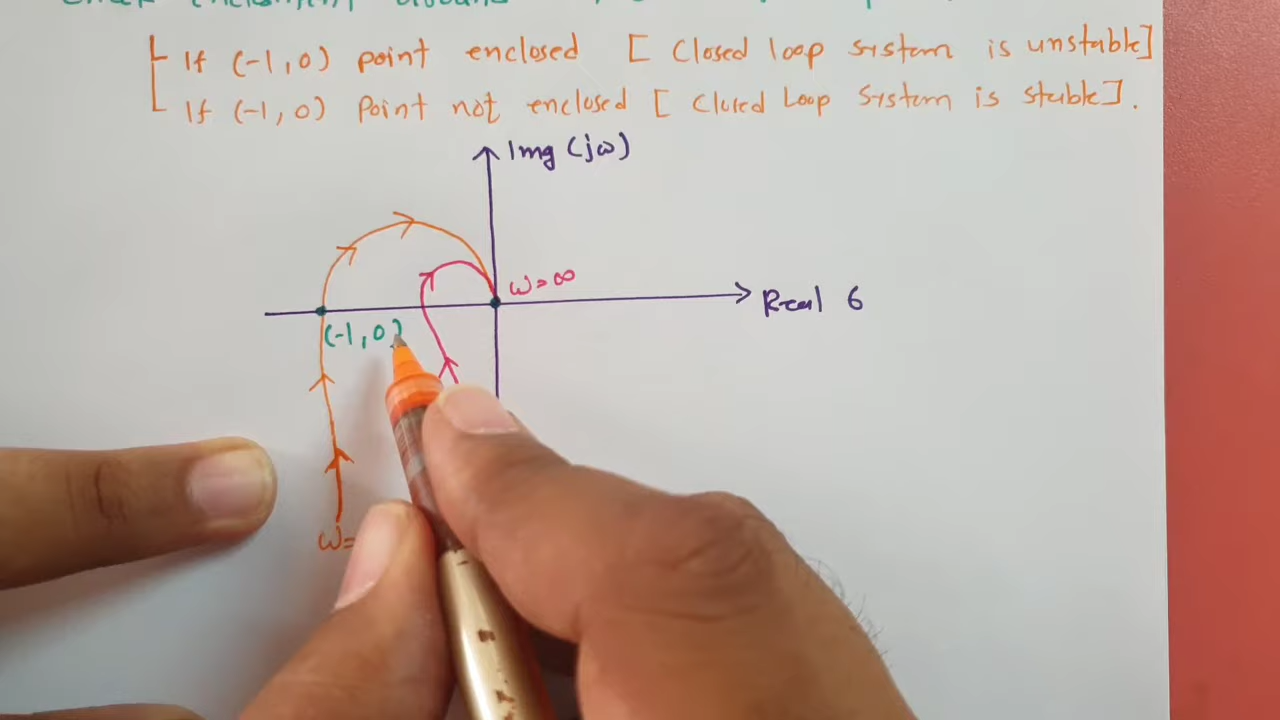 If (-1,0) point enclosed [ Closed loop system is unstable]
If (-1,0) Point not enclosed [ Closed Loop System is stable].
Img (jω)
ω=∞
Real 6
(-1,0)
ω=